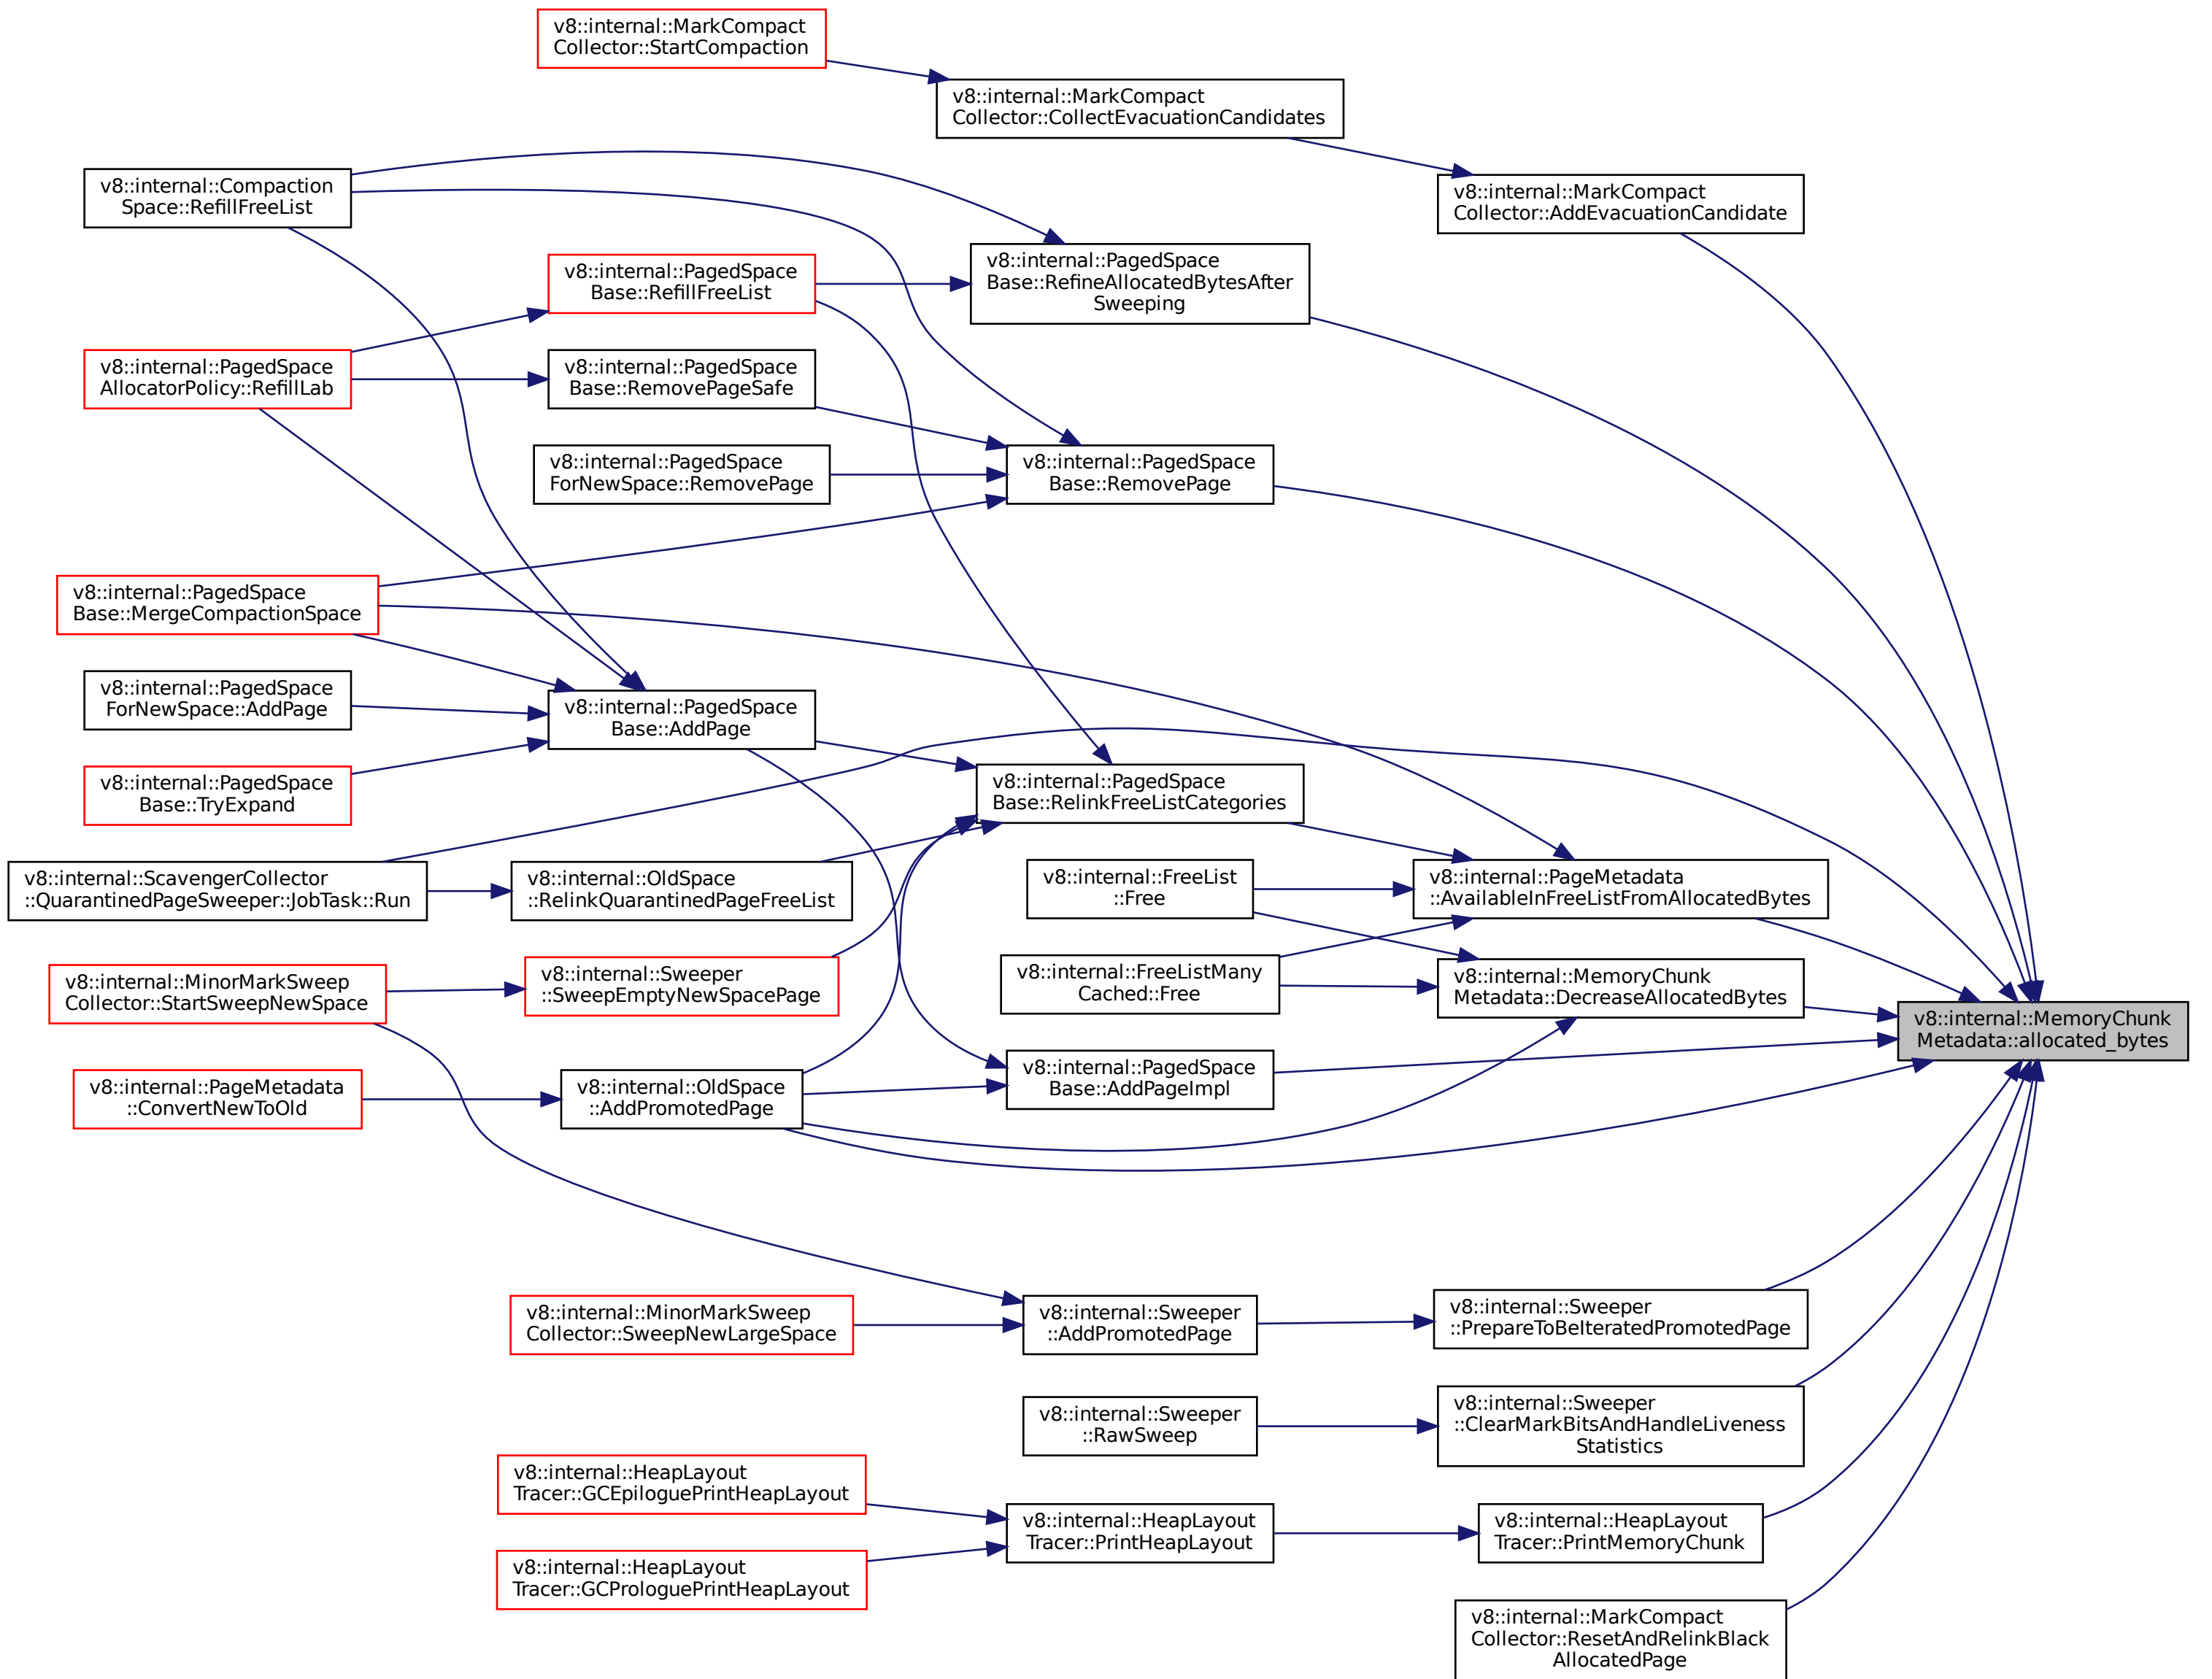 v8::internal::MarkCompact
Collector::StartCompaction
v8::internal::MarkCompact
Collector::CollectEvacuationCandidates
v8::internal::Compaction
Space::RefillFreeList
v8::internal::MarkCompact
Collector::AddEvacuationCandidate
v8::internal::PagedSpace
Base::RefillFreeList
v8::internal::PagedSpace
Base::RefineAllocatedBytesAfter
Sweeping
v8::internal::PagedSpace
AllocatorPolicy::RefillLab
v8::internal::PagedSpace
Base::RemovePageSafe
v8::internal::PagedSpace
ForNewSpace::RemovePage
v8::internal::PagedSpace
Base::RemovePage
v8::internal::PagedSpace
Base::MergeCompactionSpace
v8::internal::PagedSpace
ForNewSpace::AddPage
v8::internal::PagedSpace
Base::AddPage
v8::internal::PagedSpace
Base::TryExpand
v8::internal::PagedSpace
Base::RelinkFreeListCategories
v8::internal::ScavengerCollector
::QuarantinedPageSweeper::JobTask::Run
v8::internal::OldSpace
::RelinkQuarantinedPageFreeList
v8::internal::FreeList
::Free
v8::internal::PageMetadata
::AvailableInFreeListFromAllocatedBytes
v8::internal::MinorMarkSweep
Collector::StartSweepNewSpace
v8::internal::Sweeper
::SweepEmptyNewSpacePage
v8::internal::FreeListMany
Cached::Free
v8::internal::MemoryChunk
Metadata::DecreaseAllocatedBytes
v8::internal::MemoryChunk
Metadata::allocated_bytes
v8::internal::PageMetadata
::ConvertNewToOld
v8::internal::OldSpace
::AddPromotedPage
v8::internal::PagedSpace
Base::AddPageImpl
v8::internal::MinorMarkSweep
Collector::SweepNewLargeSpace
v8::internal::Sweeper
::AddPromotedPage
v8::internal::Sweeper
::PrepareToBeIteratedPromotedPage
v8::internal::Sweeper
::RawSweep
v8::internal::Sweeper
::ClearMarkBitsAndHandleLiveness
Statistics
v8::internal::HeapLayout
Tracer::GCEpiloguePrintHeapLayout
v8::internal::HeapLayout
Tracer::PrintHeapLayout
v8::internal::HeapLayout
Tracer::PrintMemoryChunk
v8::internal::HeapLayout
Tracer::GCProloguePrintHeapLayout
v8::internal::MarkCompact
Collector::ResetAndRelinkBlack
AllocatedPage